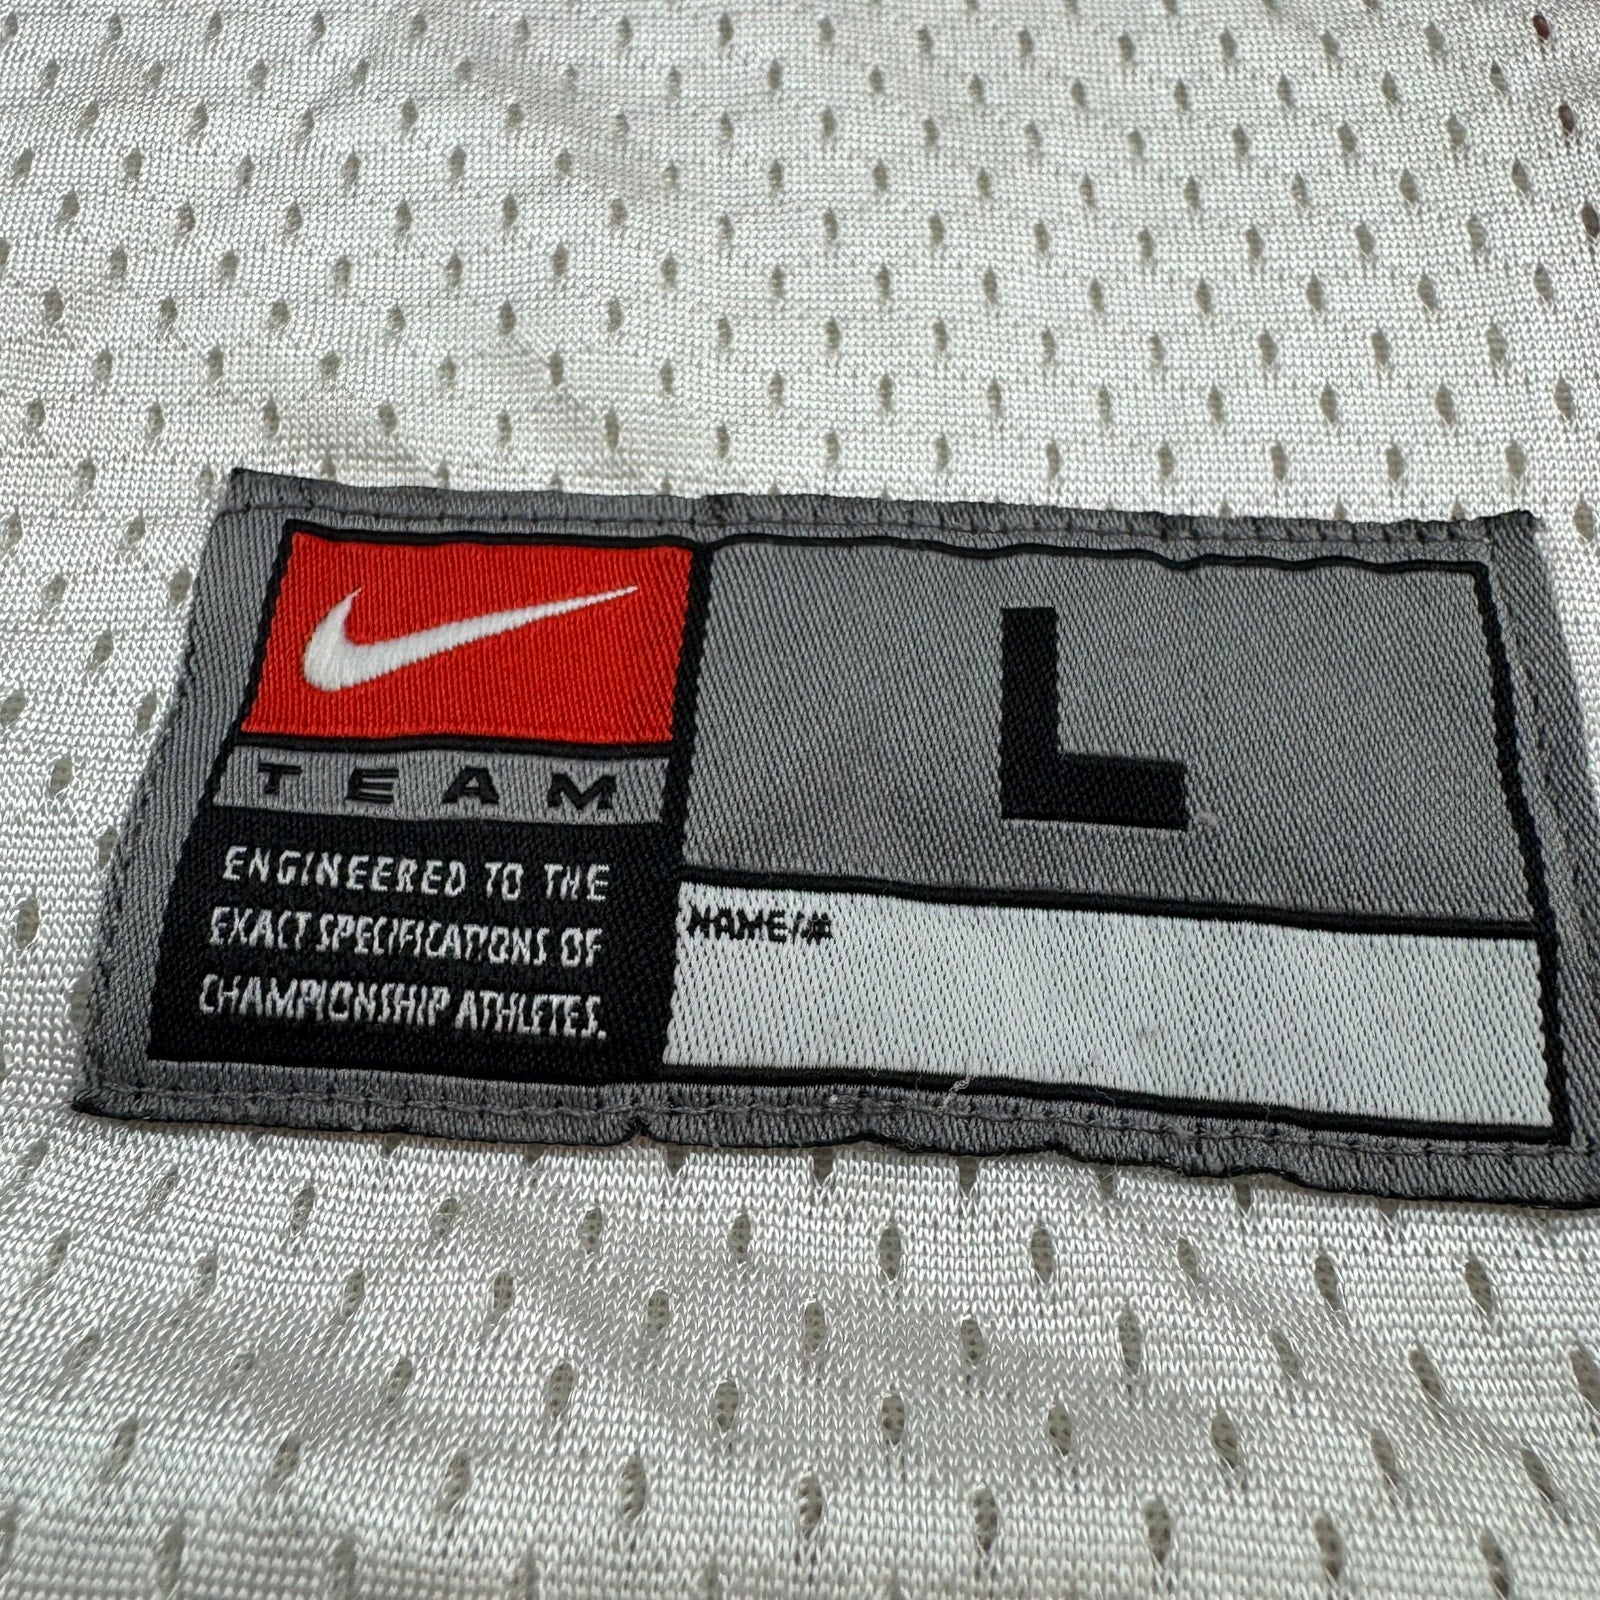 TEAM
ENGINEERED TO THE
EXACT SPECIFICATIONS OF
CHAMPIONSHIP ATHLETES.
L
NAME/#